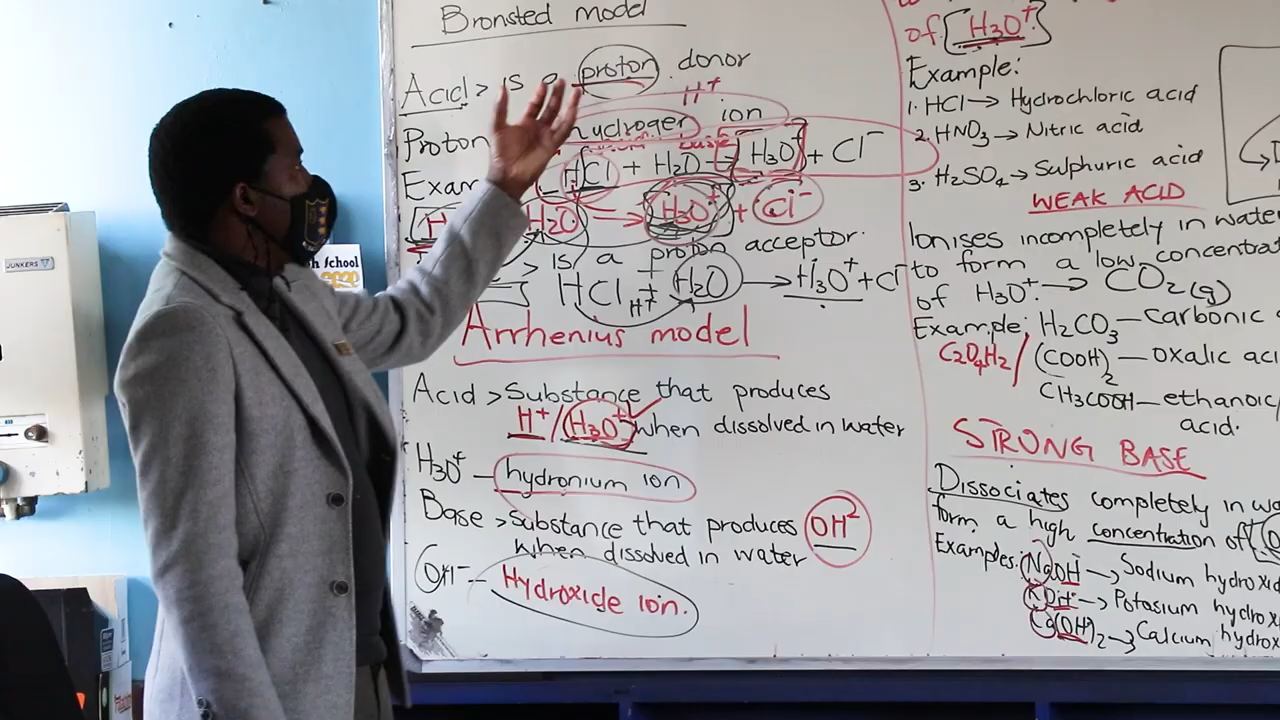 JUNKERS
Bronsted model
Acid > is a proton donor
H+
Proton hydrogen ion
base
HCl + H2O → H3O+ + Cl-
H H2O ⇒ H3O+ + Cl-
> is a proton acceptor.
HCl + H2O → H3O+ + Cl
H+
Arrhenius model
Acid > Substance that produces
H+ / H3O+ when dissolved in water
H3O+ – hydronium ion
Base > Substance that produces OH-
when dissolved in water
OH- – Hydroxide ion.
of [H3O+]
Example:
1. HCl → Hydrochloric acid
2. HNO3 → Nitric acid
3. H2SO4 → Sulphuric acid
WEAK ACID
Ionises incompletely in water
to form a low concentra
of H3O+. → CO2(g)
Example: H2CO3 – carbonic
C2O4H2 / (COOH)2 – oxalic aci
CH3COOH – ethanoic/
acid.
STRONG BASE
Dissociates completely in wa
form a high concentration of
Examples: NaOH → Sodium hydroxid
KOH → Potasium hydrox
Ca(OH)2 → Calcium hydrox